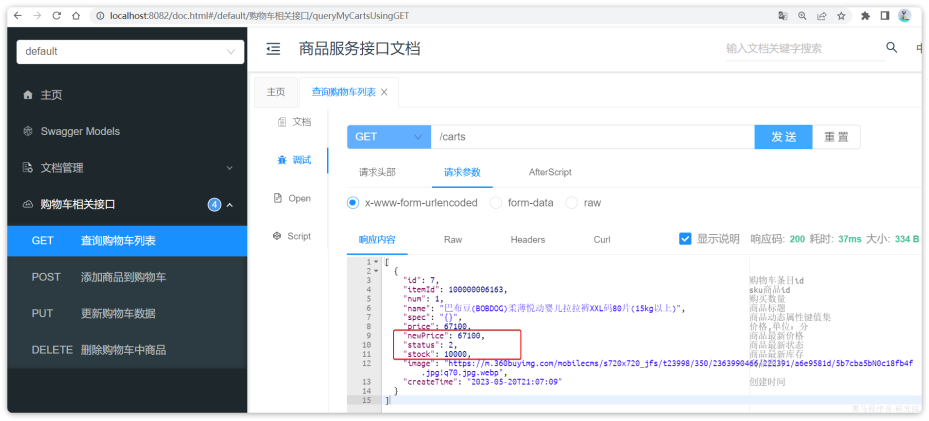 localhost:8082/doc.html#/default/购物车相关接口/queryMyCartsUsingGET
default
商品服务接口文档
输入文档关键字搜索
中
主页
Swagger Models
文档管理
购物车相关接口 4
GET 查询购物车列表
POST 添加商品到购物车
PUT 更新购物车数据
DELETE 删除购物车中商品
主页
查询购物车列表
文档
调试
Open
Script
GET /carts 发 送 重 置
请求头部 请求参数 AfterScript
x-www-form-urlencoded form-data raw
响应内容 Raw Headers Curl 显示说明 响应码: 200 耗时: 37ms 大小: 334 B
1 [
2 {
3 "id": 7, 购物车条目id
4 "itemId": 100000006163, sku商品id
5 "num": 1, 购买数量
6 "name": "巴布豆(BOBDOG)柔薄悦动婴儿拉拉裤XXL码80片(15kg以上)", 商品标题
7 "spec": "{}", 商品动态属性键值集
8 "price": 67100, 价格,单位：分
9 "newPrice": 67100, 商品最新价格
10 "status": 2, 商品最新状态
11 "stock": 10000, 商品最新库存
12 "image": "https://m.360buyimg.com/mobilecms/s720x720_jfs/t23998/350/2363990466/222391/a6e9581d/5b7cba5bN0c18fb4f
.jpg!q70.jpg.webp",
13 "createTime": "2023-05-20T21:07:09" 创建时间
14 }
15 ]